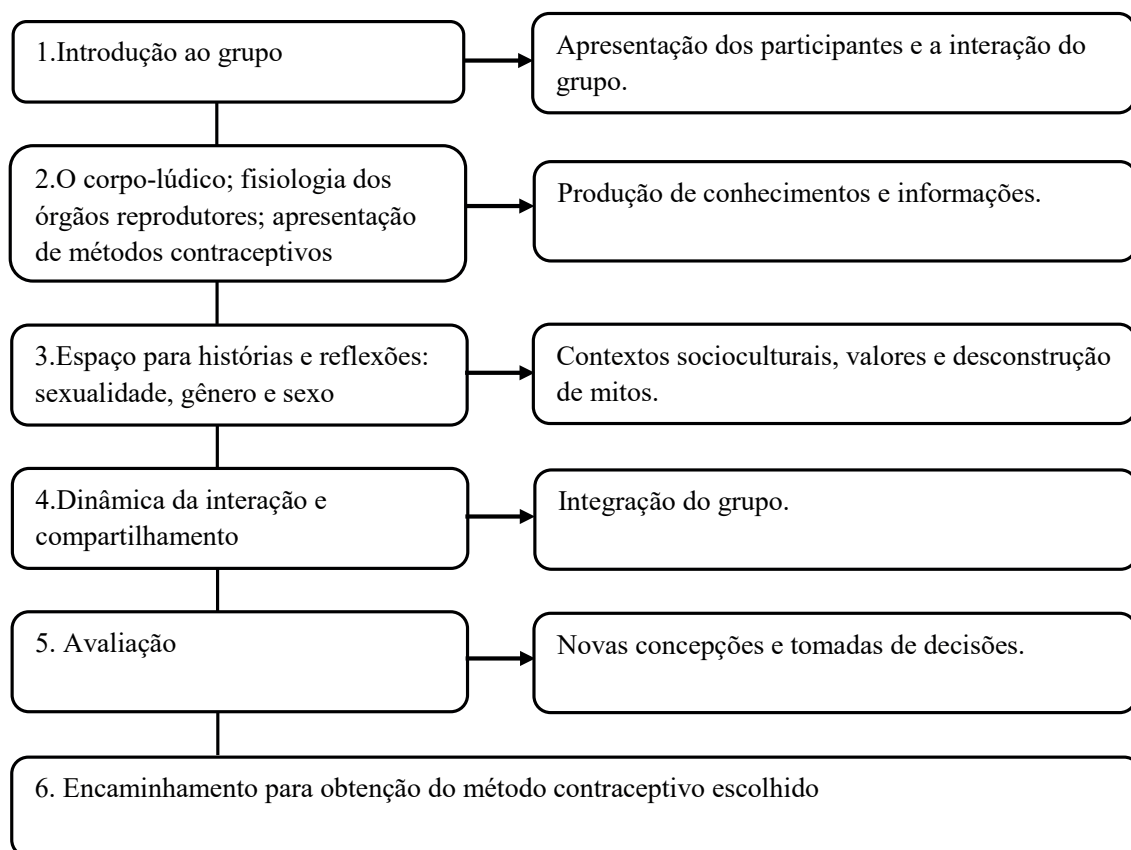 1.Introdução ao grupo
Apresentação dos participantes e a interação do
grupo.
2.O corpo-lúdico; fisiologia dos
órgãos reprodutores; apresentação
de métodos contraceptivos
Produção de conhecimentos e informações.
3.Espaço para histórias e reflexões:
sexualidade, gênero e sexo
Contextos socioculturais, valores e desconstrução
de mitos.
4.Dinâmica da interação e
compartilhamento
Integração do grupo.
5. Avaliação
Novas concepções e tomadas de decisões.
6. Encaminhamento para obtenção do método contraceptivo escolhido